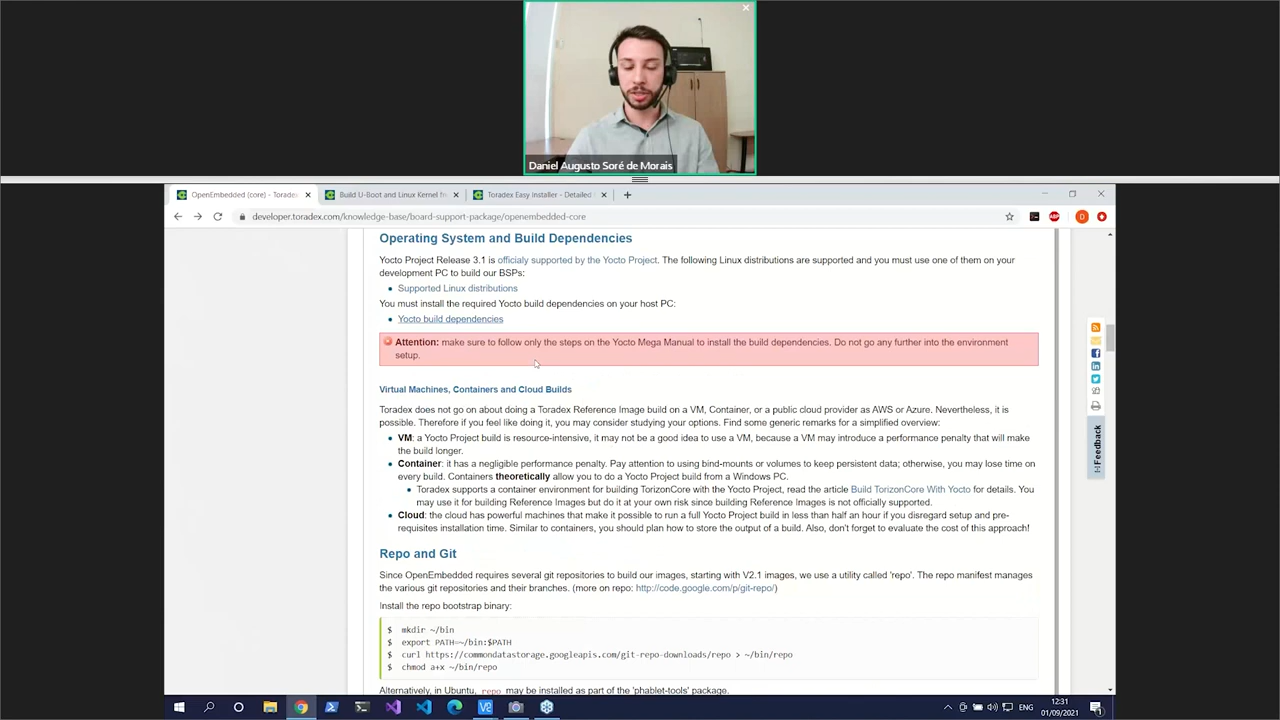 Daniel Augusto Soré de Morais
OpenEmbedded (core) - Toradex
Build U-Boot and Linux Kernel fr
Toradex Easy Installer - Detailed
developer.toradex.com/knowledge-base/board-support-package/openembedded-core
ABP
D
Operating System and Build Dependencies
Yocto Project Release 3.1 is officialy supported by the Yocto Project. The following Linux distributions are supported and you must use one of them on your
development PC to build our BSPs:
Supported Linux distributions
You must install the required Yocto build dependencies on your host PC:
Yocto build dependencies
Attention: make sure to follow only the steps on the Yocto Mega Manual to install the build dependencies. Do not go any further into the environment
setup.
Virtual Machines, Containers and Cloud Builds
Toradex does not go on about doing a Toradex Reference Image build on a VM, Container, or a public cloud provider as AWS or Azure. Nevertheless, it is
possible. Therefore if you feel like doing it, you may consider studying your options. Find some generic remarks for a simplified overview:
VM: a Yocto Project build is resource-intensive, it may not be a good idea to use a VM, because a VM may introduce a performance penalty that will make
the build longer.
Container: it has a negligible performance penalty. Pay attention to using bind-mounts or volumes to keep persistent data; otherwise, you may lose time on
every build. Containers theoretically allow you to do a Yocto Project build from a Windows PC.
Toradex supports a container environment for building TorizonCore with the Yocto Project, read the article Build TorizonCore With Yocto for details. You
may use it for building Reference Images but do it at your own risk since building Reference Images is not officially supported.
Cloud: the cloud has powerful machines that make it possible to run a full Yocto Project build in less than half an hour if you disregard setup and pre-
requisites installation time. Similar to containers, you should plan how to store the output of a build. Also, don't forget to evaluate the cost of this approach!
Repo and Git
Since OpenEmbedded requires several git repositories to build our images, starting with V2.1 images, we use a utility called 'repo'. The repo manifest manages
the various git repositories and their branches. (more on repo: http://code.google.com/p/git-repo/)
Install the repo bootstrap binary:
$ mkdir ~/bin
$ export PATH=~/bin:$PATH
$ curl https://commondatastorage.googleapis.com/git-repo-downloads/repo > ~/bin/repo
$ chmod a+x ~/bin/repo
Alternatively, in Ubuntu, repo may be installed as part of the 'phablet-tools' package.
Feedback
ENG
12:31
01/09/2021